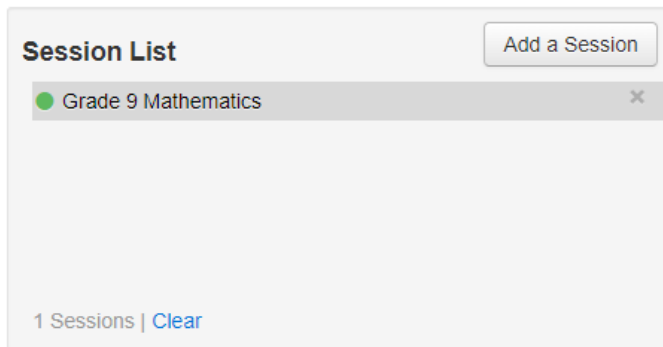 Session List
Add a Session
Grade 9 Mathematics
1 Sessions | Clear